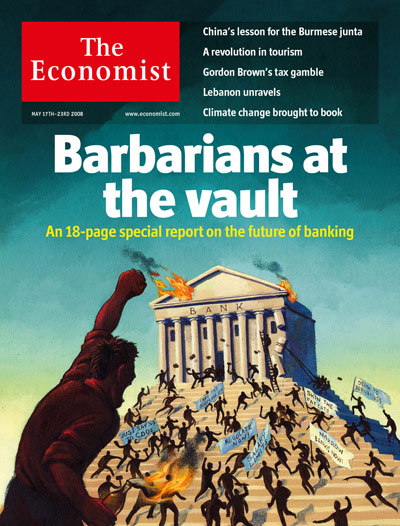 The
Economist
MAY 17TH–23RD 2008
www.economist.com
China's lesson for the Burmese junta
A revolution in tourism
Gordon Brown's tax gamble
Lebanon unravels
Climate change brought to book
Barbarians at
the vault
An 18-page special report on the future of banking
BANK